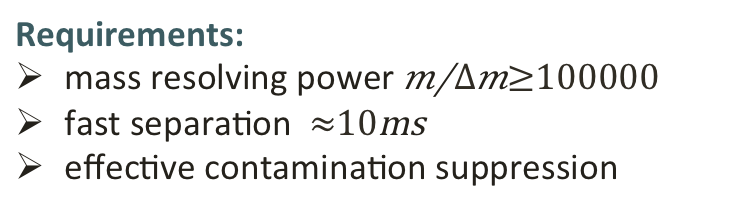 Requirements:
➢ mass resolving power m/Δm≥100000
➢ fast separation ≈10ms
➢ effective contamination suppression